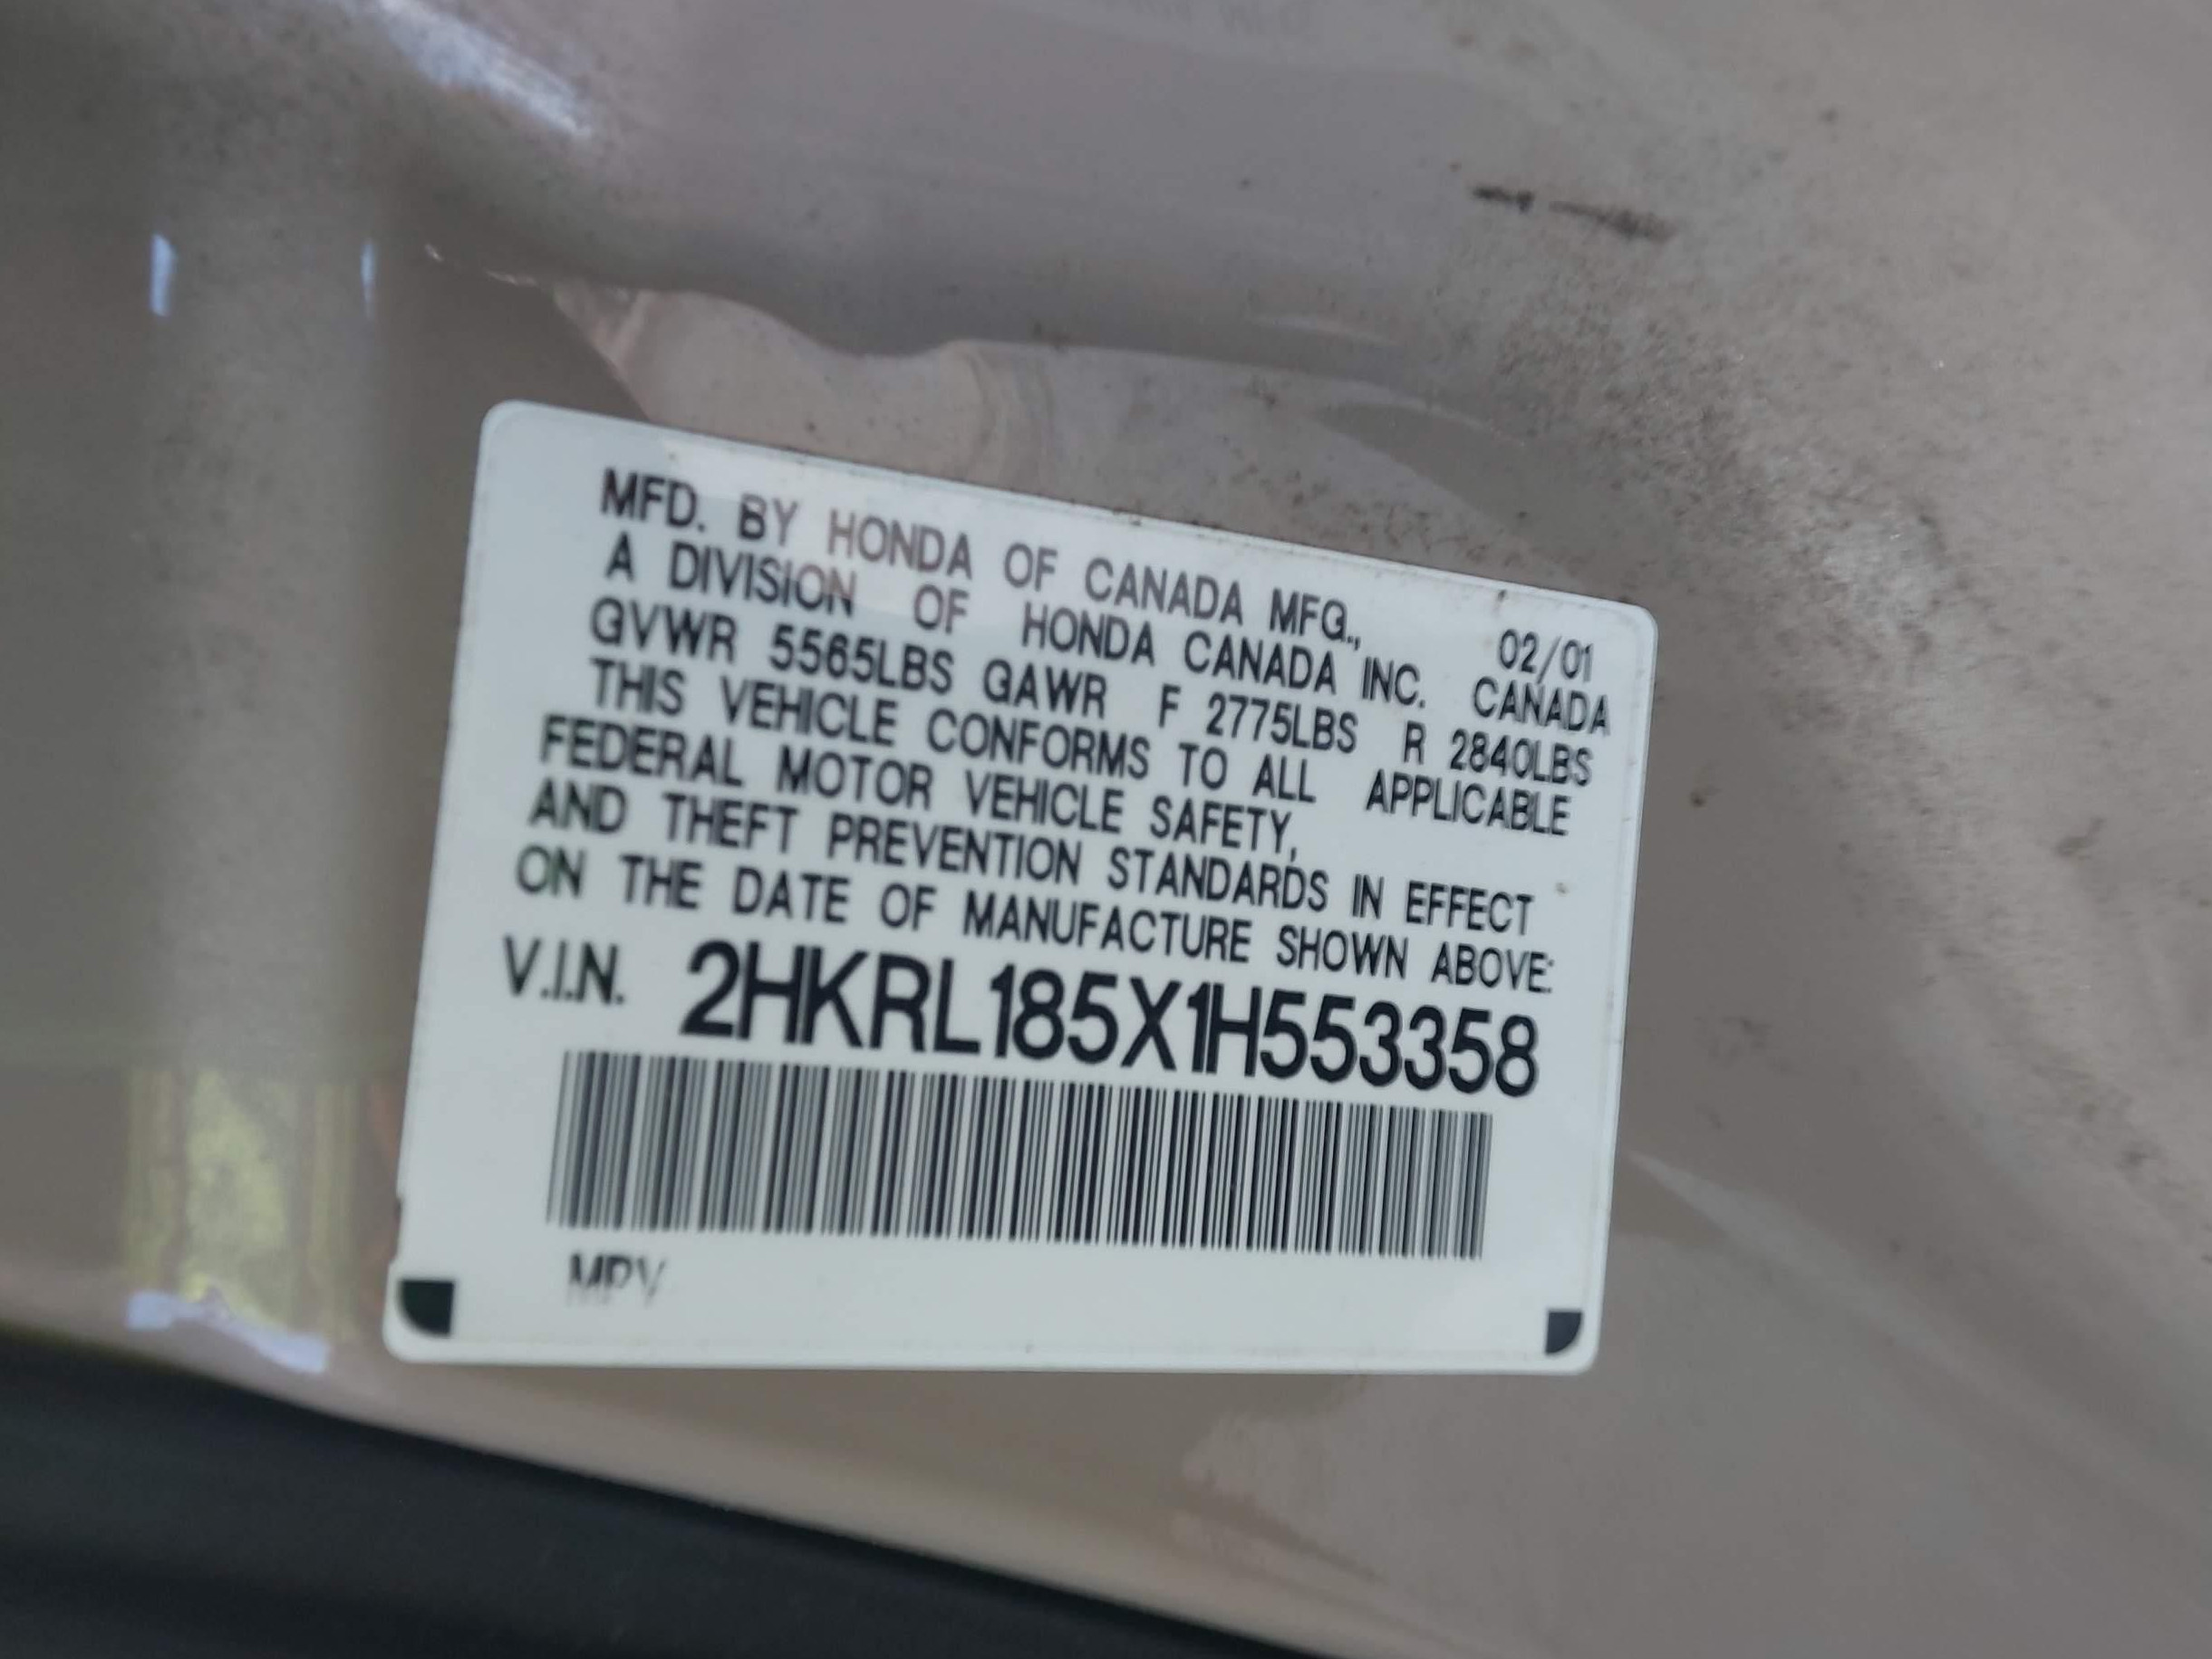 MFD. BY HONDA OF CANADA MFG., 02/01
A DIVISION OF HONDA CANADA INC. CANADA
GVWR 5565LBS GAWR F 2775LBS R 2840LBS
THIS VEHICLE CONFORMS TO ALL APPLICABLE
FEDERAL MOTOR VEHICLE SAFETY,
AND THEFT PREVENTION STANDARDS IN EFFECT
ON THE DATE OF MANUFACTURE SHOWN ABOVE:
V.I.N. 2HKRL185X1H553358
MPV